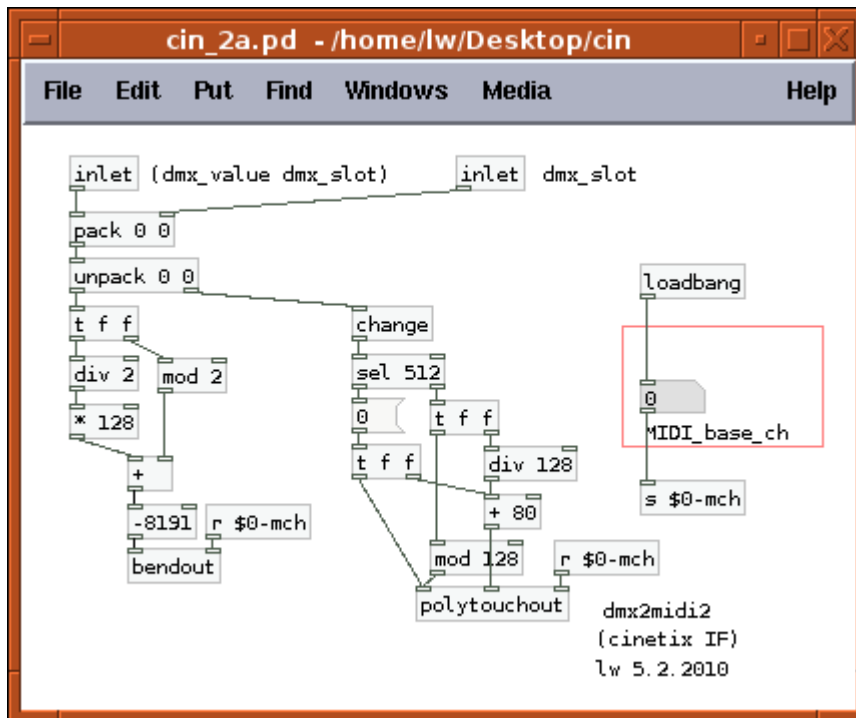 cin_2a.pd - /home/lw/Desktop/cin
File Edit Put Find Windows Media Help
inlet (dmx_value dmx_slot) inlet dmx_slot
pack 0 0
unpack 0 0
loadbang
t f f change
div 2 mod 2 sel 512
0
* 128 0 t f f
MIDI_base_ch
+ t f f div 128
s $0-mch
-8191 r $0-mch + 80
bendout mod 128 r $0-mch
polytouchout
dmx2midi2
(cinetix IF)
lw 5.2.2010